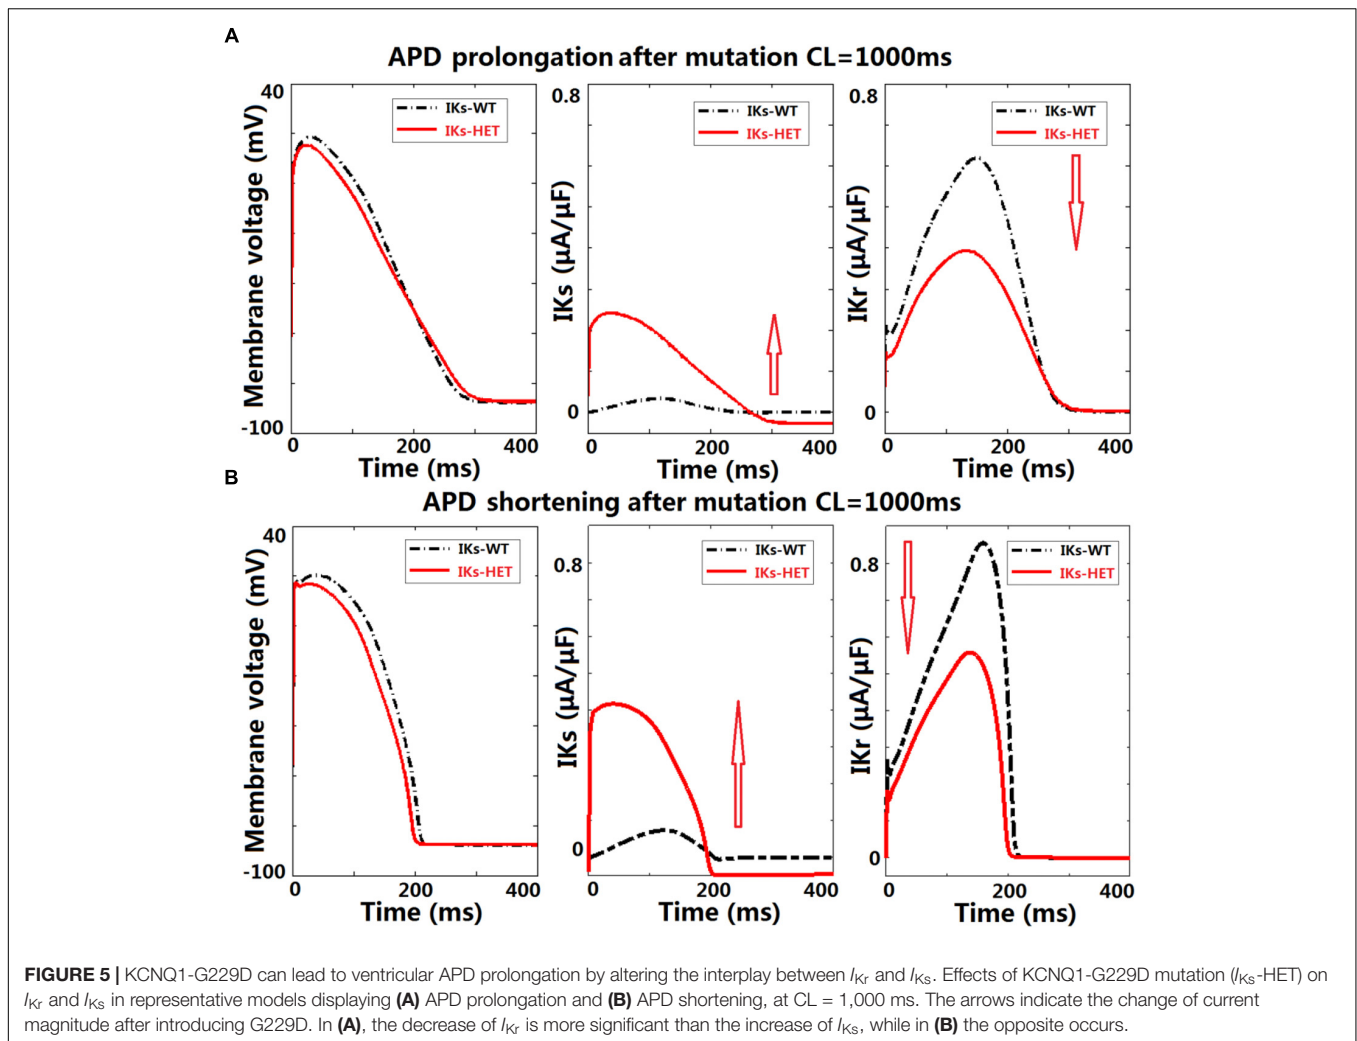 A
APD prolongation after mutation CL=1000ms
40
-100
Membrane voltage (mV)
IKs-WT
IKs-HET
0 200 400
Time (ms)
0.8
0
IKs (µA/µF)
IKs-WT
IKs-HET
0 200 400
Time (ms)
0.8
0
IKr (µA/µF)
IKs-WT
IKs-HET
0 200 400
Time (ms)
B
APD shortening after mutation CL=1000ms
40
-100
Membrane voltage (mV)
IKs-WT
IKs-HET
0 200 400
Time (ms)
0.8
0
IKs (µA/µF)
IKs-WT
IKs-HET
0 200 400
Time (ms)
0.8
0
IKr (µA/µF)
IKs-WT
IKs-HET
0 200 400
Time (ms)
FIGURE 5 | KCNQ1-G229D can lead to ventricular APD prolongation by altering the interplay between IKr and IKs. Effects of KCNQ1-G229D mutation (IKs-HET) on
IKr and IKs in representative models displaying (A) APD prolongation and (B) APD shortening, at CL = 1,000 ms. The arrows indicate the change of current
magnitude after introducing G229D. In (A), the decrease of IKr is more significant than the increase of IKs, while in (B) the opposite occurs.